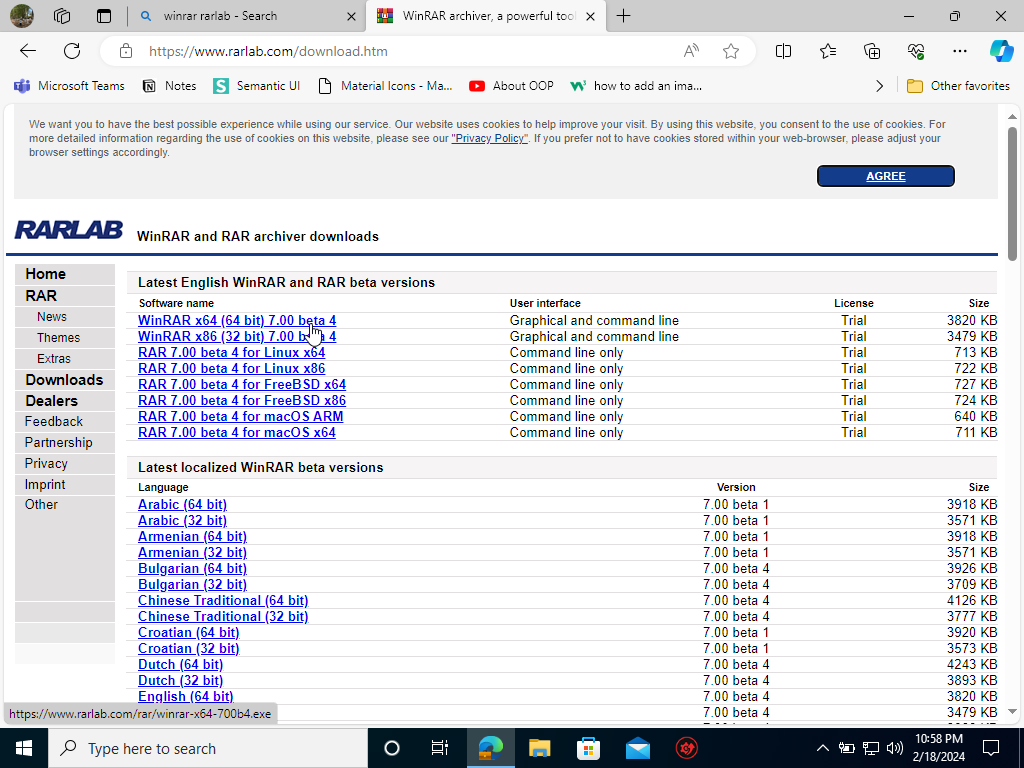 winrar rarlab - Search
WinRAR archiver, a powerful tool
https://www.rarlab.com/download.htm
Microsoft Teams
Notes
Semantic UI
Material Icons - Ma...
About OOP
how to add an ima...
Other favorites
We want you to have the best possible experience while using our service. Our website uses cookies to help improve your visit. By using this website, you consent to the use of cookies. For
more detailed information regarding the use of cookies on this website, please see our "Privacy Policy". If you prefer not to have cookies stored within your web-browser, please adjust your
browser settings accordingly.
AGREE
RARLAB
WinRAR and RAR archiver downloads
Home
RAR
News
Themes
Extras
Downloads
Dealers
Feedback
Partnership
Privacy
Imprint
Other
Latest English WinRAR and RAR beta versions
Software name User interface License Size
WinRAR x64 (64 bit) 7.00 beta 4 Graphical and command line Trial 3820 KB
WinRAR x86 (32 bit) 7.00 beta 4 Graphical and command line Trial 3479 KB
RAR 7.00 beta 4 for Linux x64 Command line only Trial 713 KB
RAR 7.00 beta 4 for Linux x86 Command line only Trial 722 KB
RAR 7.00 beta 4 for FreeBSD x64 Command line only Trial 727 KB
RAR 7.00 beta 4 for FreeBSD x86 Command line only Trial 724 KB
RAR 7.00 beta 4 for macOS ARM Command line only Trial 640 KB
RAR 7.00 beta 4 for macOS x64 Command line only Trial 711 KB
Latest localized WinRAR beta versions
Language Version Size
Arabic (64 bit) 7.00 beta 1 3918 KB
Arabic (32 bit) 7.00 beta 1 3571 KB
Armenian (64 bit) 7.00 beta 1 3918 KB
Armenian (32 bit) 7.00 beta 1 3571 KB
Bulgarian (64 bit) 7.00 beta 4 3926 KB
Bulgarian (32 bit) 7.00 beta 4 3709 KB
Chinese Traditional (64 bit) 7.00 beta 4 4126 KB
Chinese Traditional (32 bit) 7.00 beta 4 3777 KB
Croatian (64 bit) 7.00 beta 1 3920 KB
Croatian (32 bit) 7.00 beta 1 3573 KB
Dutch (64 bit) 7.00 beta 4 4243 KB
Dutch (32 bit) 7.00 beta 4 3893 KB
English (64 bit) 7.00 beta 4 3820 KB
7.00 beta 4 3479 KB
https://www.rarlab.com/rar/winrar-x64-700b4.exe
Type here to search
10:58 PM
2/18/2024